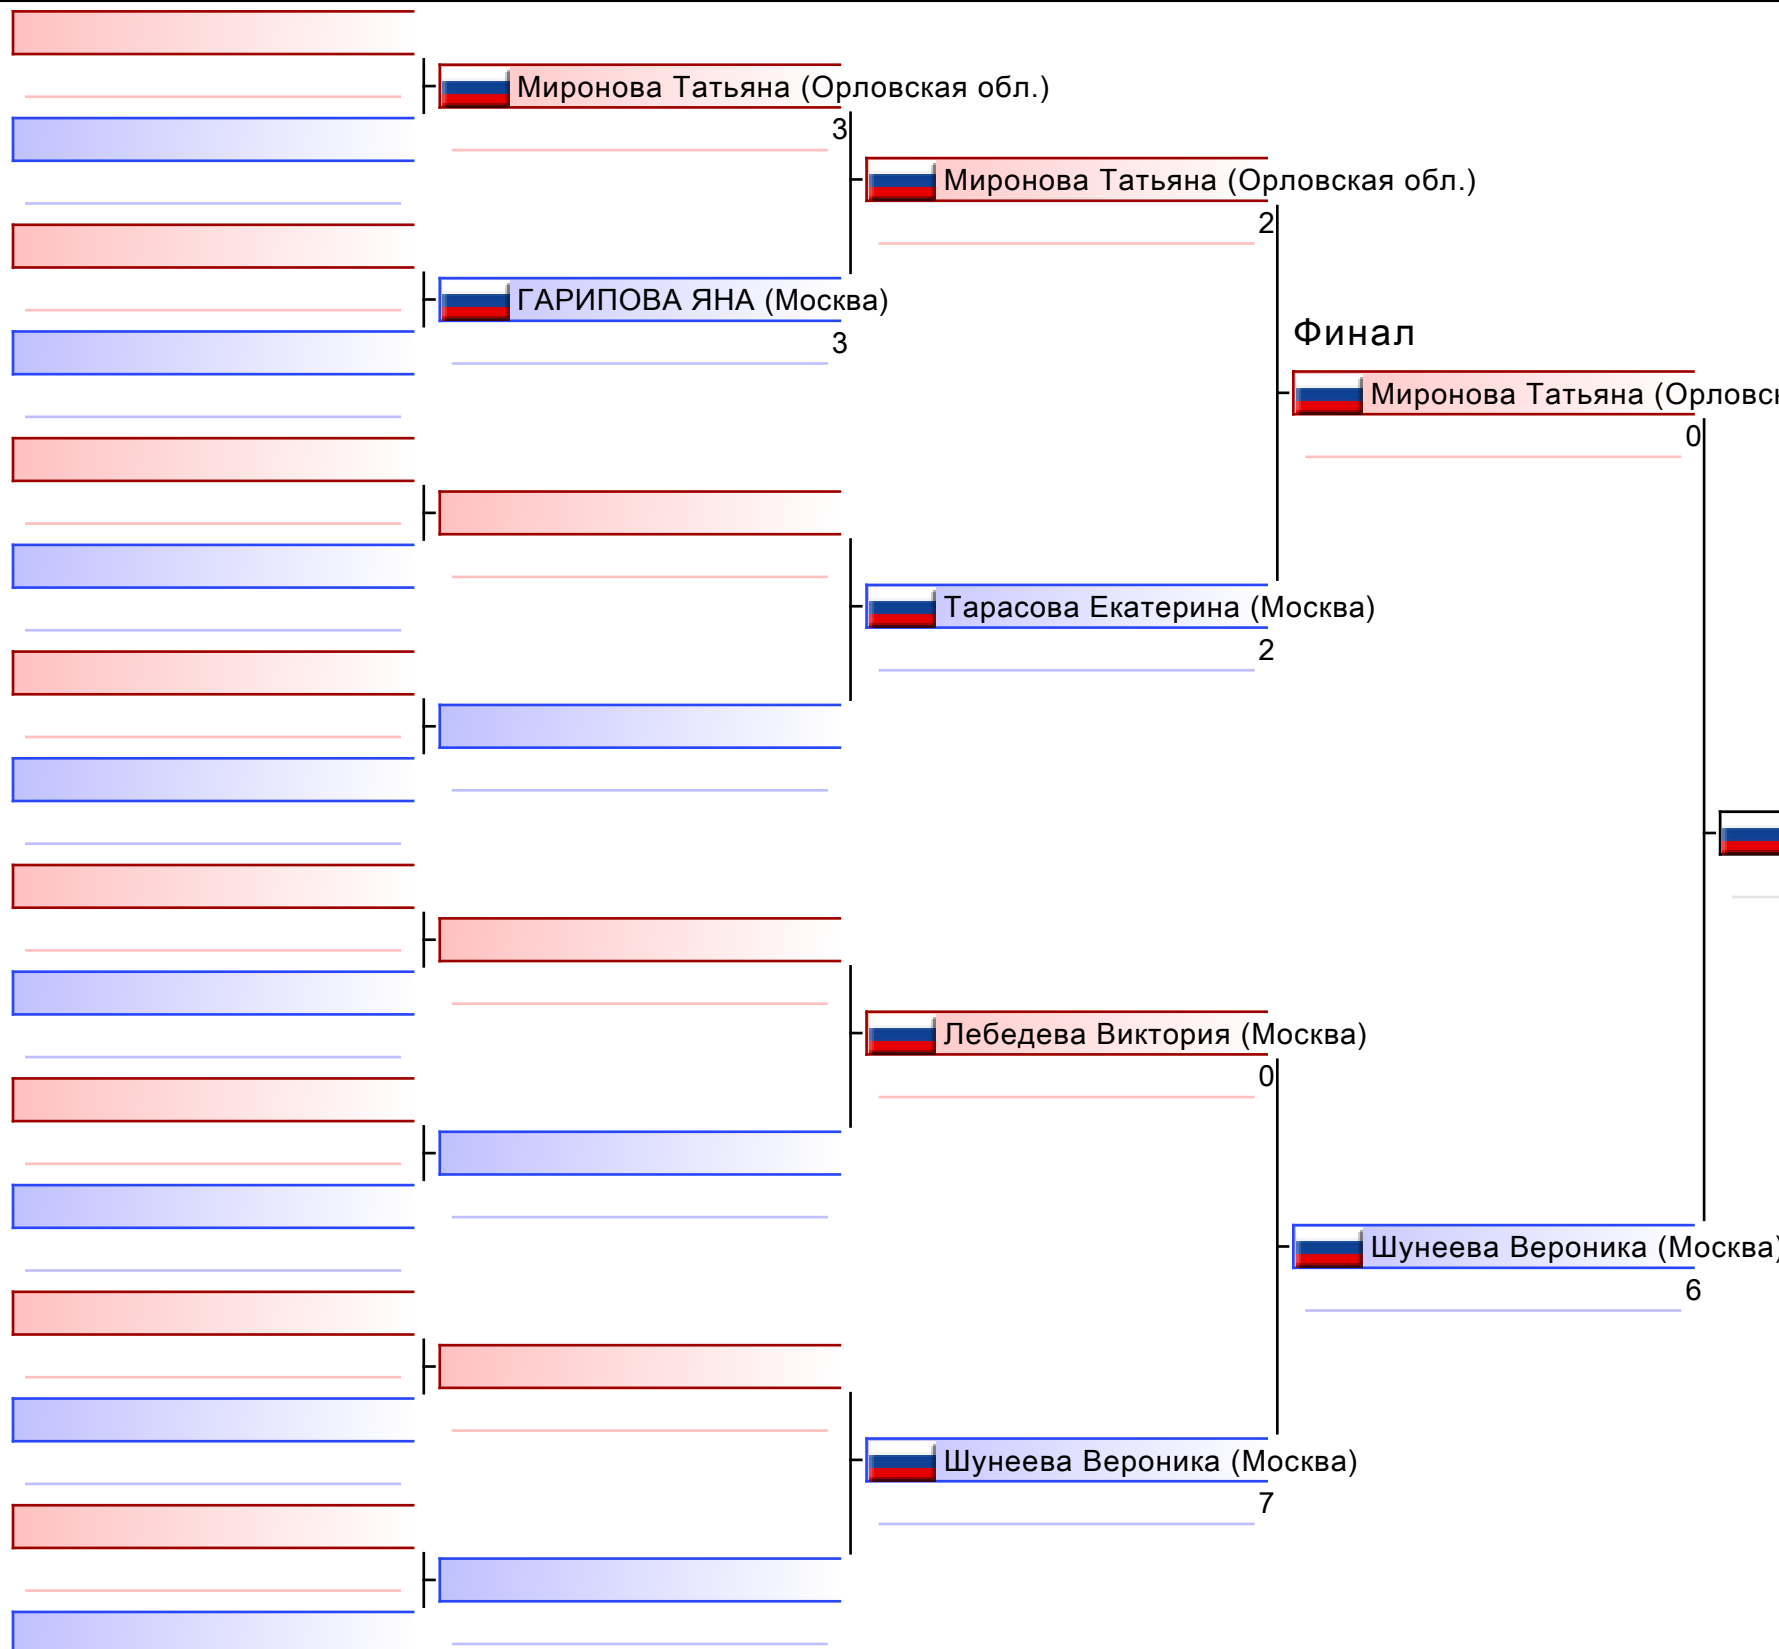 Миронова Татьяна (Орловская обл.)
3
ГАРИПОВА ЯНА (Москва)
3
Миронова Татьяна (Орловская обл.)
2
Тарасова Екатерина (Москва)
2
Лебедева Виктория (Москва)
0
Шунеева Вероника (Москва)
7
Финал
Миронова Татьяна (Орловск
0
Шунеева Вероника (Москва)
6